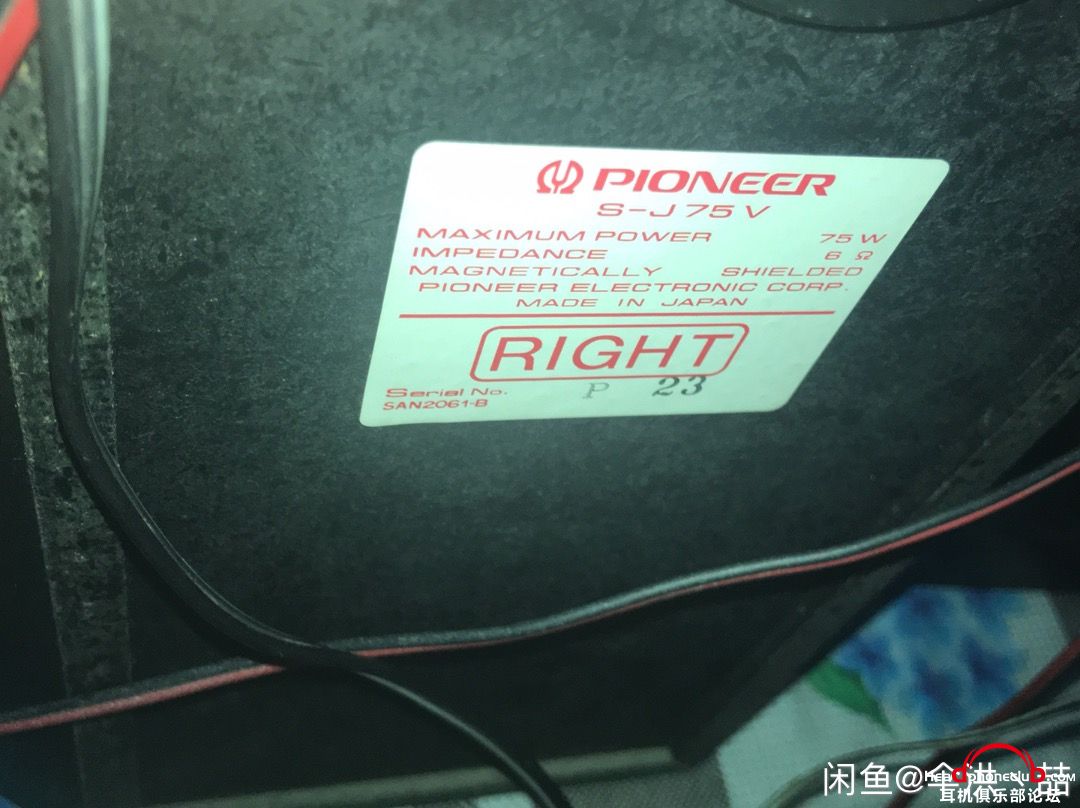 PIONEER
S-J75V
MAXIMUM POWER 75W
IMPEDANCE 6 Ω
MAGNETICALLY SHIELDED
PIONEER ELECTRONIC CORP.
MADE IN JAPAN
RIGHT
Serial No. P 23
SAN2061-B
闲鱼@
耳机俱乐部论坛